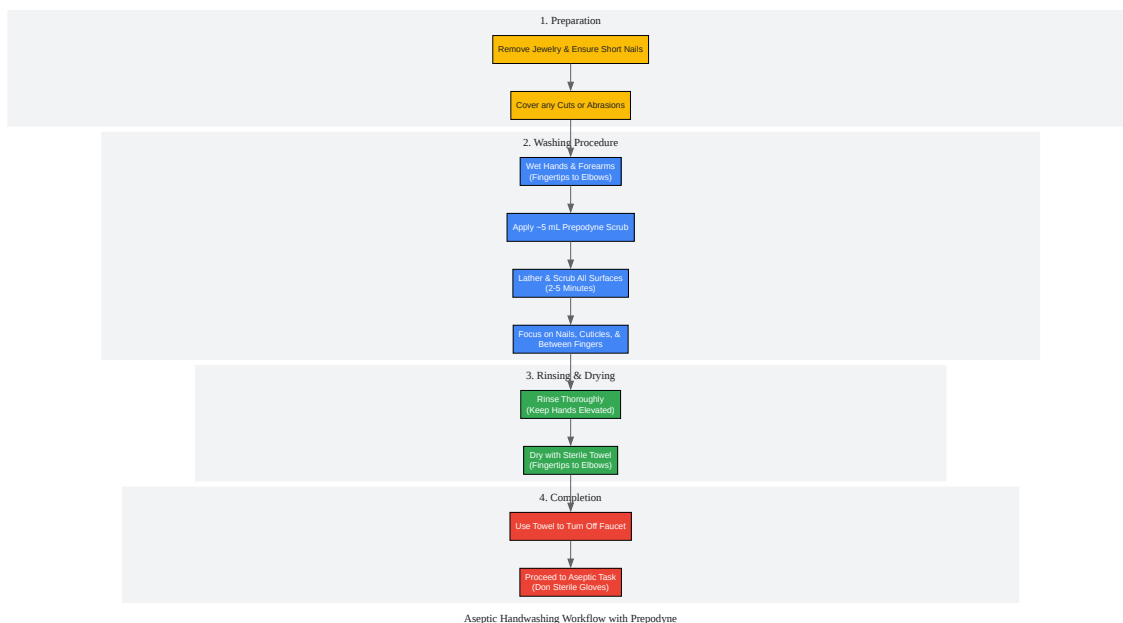 1. Preparation
Remove Jewelry & Ensure Short Nails
Cover any Cuts or Abrasions
2. Washing Procedure
Wet Hands & Forearms
(Fingertips to Elbows)
Apply ~5 mL Prepodyne Scrub
Lather & Scrub All Surfaces
(2-5 Minutes)
Focus on Nails, Cuticles, &
Between Fingers
3. Rinsing & Drying
Rinse Thoroughly
(Keep Hands Elevated)
Dry with Sterile Towel
(Fingertips to Elbows)
4. Completion
Use Towel to Turn Off Faucet
Proceed to Aseptic Task
(Don Sterile Gloves)
Aseptic Handwashing Workflow with Prepodyne